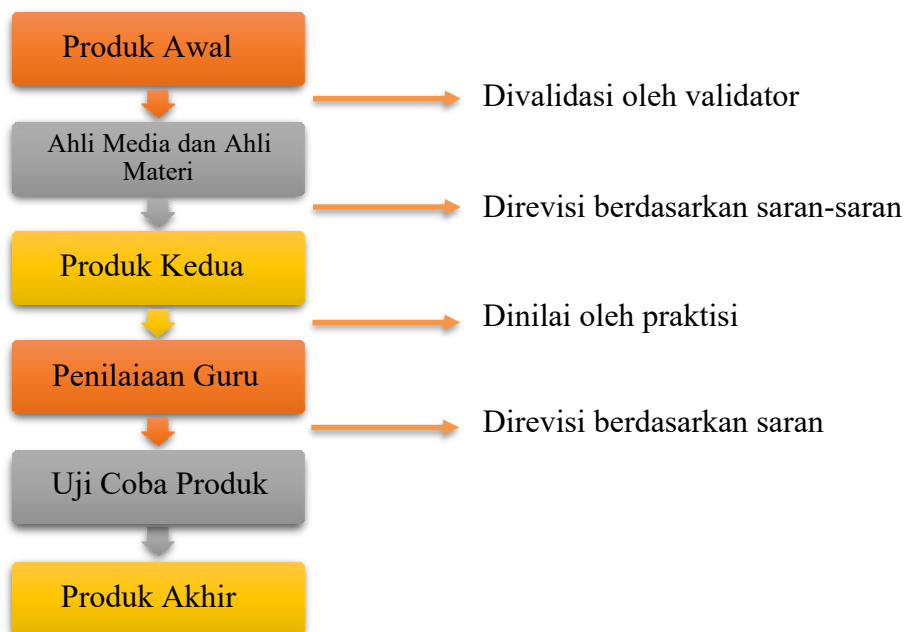 Produk Awal
Divalidasi oleh validator
Ahli Media dan Ahli
Materi
Direvisi berdasarkan saran-saran
Produk Kedua
Dinilai oleh praktisi
Penilaiaan Guru
Direvisi berdasarkan saran
Uji Coba Produk
Produk Akhir